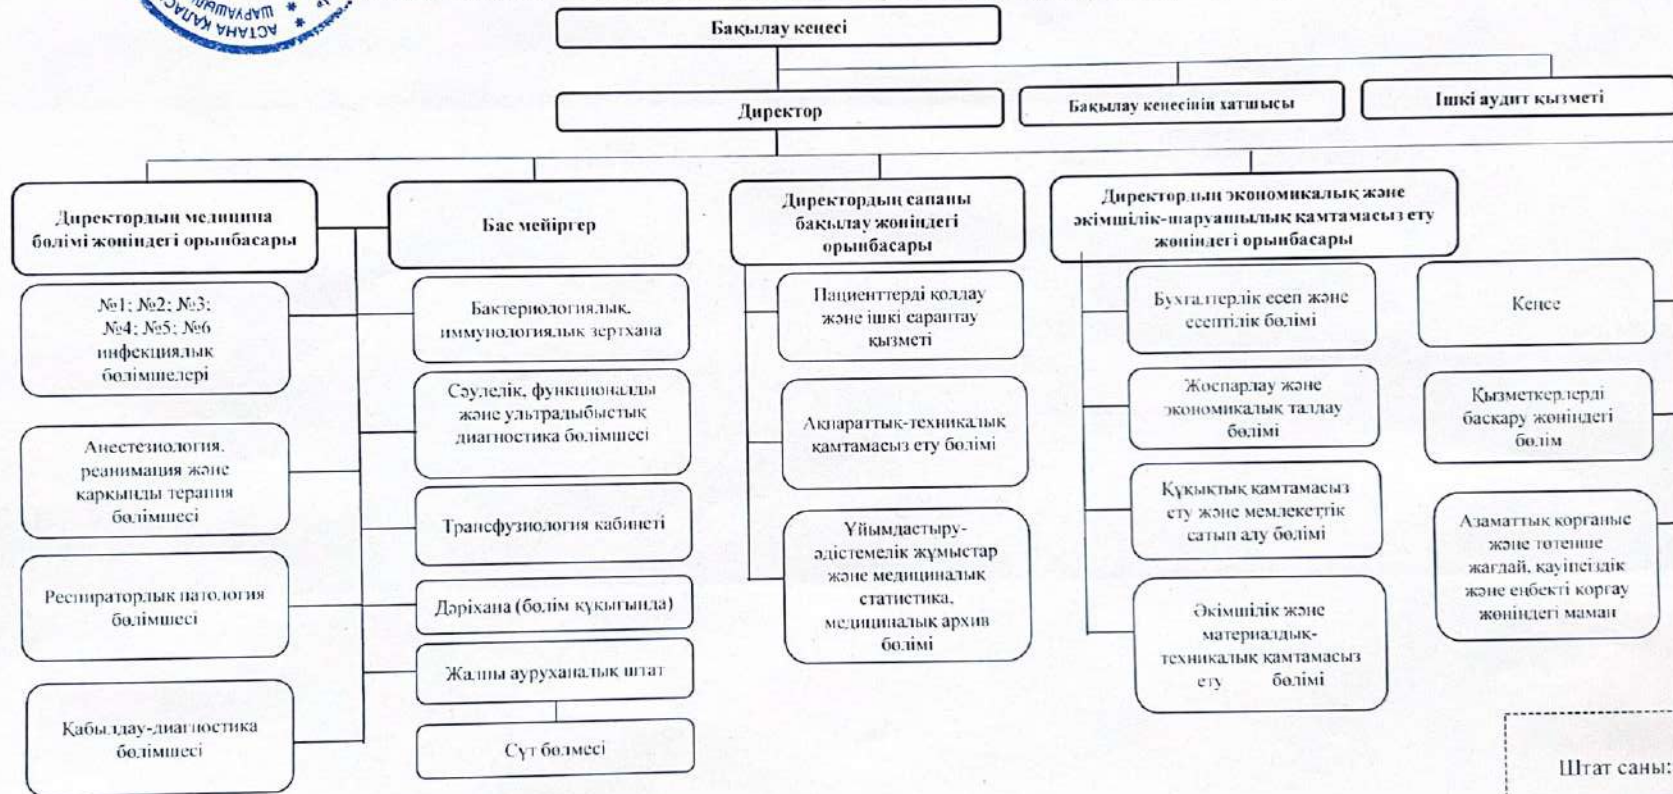 АСТАНА ҚАЛАС
Бақылау кеңесі
Директор
Бақылау кеңесінің хатшысы
Ішкі аудит қызметі
Директордың медицина
бөлімі жөніндегі орынбасары
Бас мейіргер
Директордың сапаны
бақылау жөніндегі
орынбасары
Директордың экономикалық және
әкімшілік-шаруашылық қамтамасыз ету
жөніндегі орынбасары
№1; №2; №3;
№4; №5; №6
инфекциялық
бөлімшелері
Анестезиология,
реанимация және
қарқынды терапия
бөлімшесі
Респираторлық патология
бөлімшесі
Қабылдау-диагностика
бөлімшесі
Бактериологиялық,
иммунологиялық зертхана
Сәулелік, функционалды
және ультрадыбыстық
диагностика бөлімшесі
Трансфузиология кабинеті
Дәріхана (бөлім құқығында)
Жалпы ауруханалық штат
Сүт бөлмесі
Пациенттерді қолдау
және ішкі сараптау
қызметі
Ақпараттық-техникалық
қамтамасыз ету бөлімі
Ұйымдастыру-
әдістемелік жұмыстар
және медициналық
статистика,
медициналық архив
бөлімі
Бухгалтерлік есеп және
есептілік бөлімі
Жоспарлау және
экономикалық талдау
бөлімі
Құқықтық қамтамасыз
ету және мемлекеттік
сатып алу бөлімі
Әкімшілік және
материалдық-
техникалық қамтамасыз
ету бөлімі
Кеңсе
Қызметкерлерді
басқару жөніндегі
бөлім
Азаматтық қорғаныс
және төтенше
жағдай, қауіпсіздік
және еңбекті қорғау
жөніндегі маман
Штат саны: